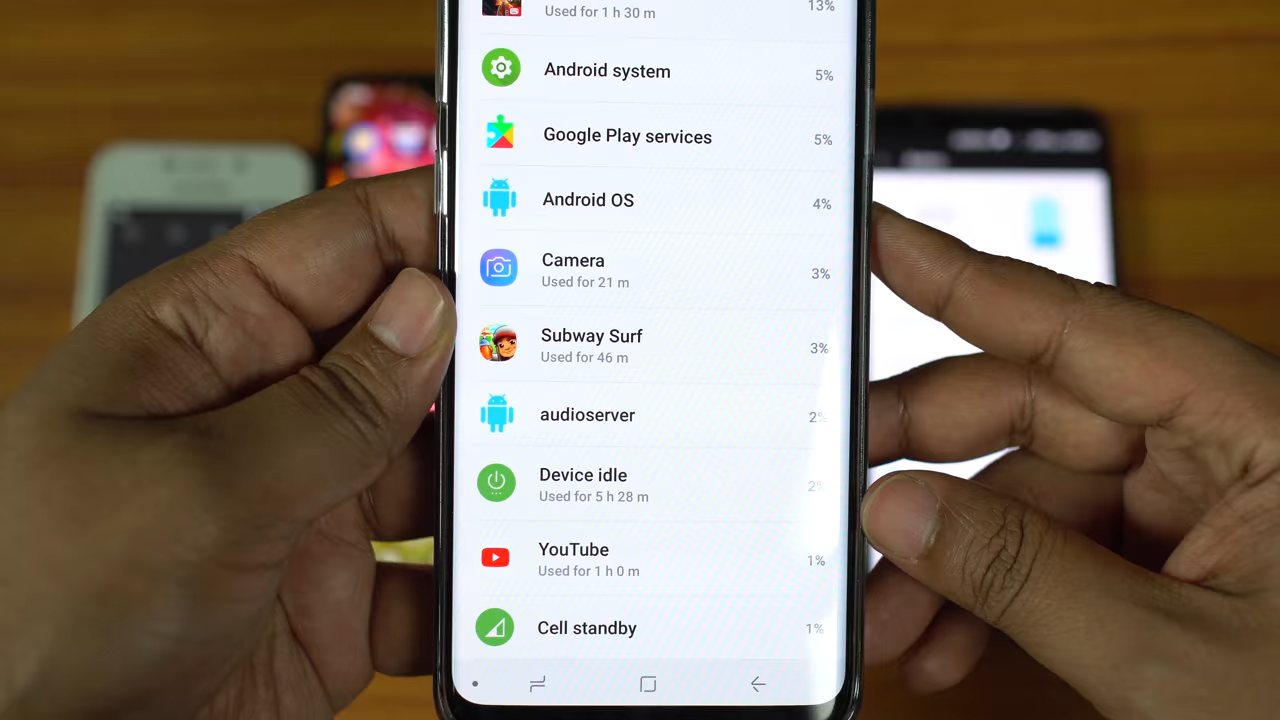 Used for 1 h 30 m
13%
Android system
5%
Google Play services
5%
Android OS
4%
Camera
Used for 21 m
3%
Subway Surf
Used for 46 m
3%
audioserver
2%
Device idle
Used for 5 h 28 m
2%
YouTube
Used for 1 h 0 m
1%
Cell standby
1%